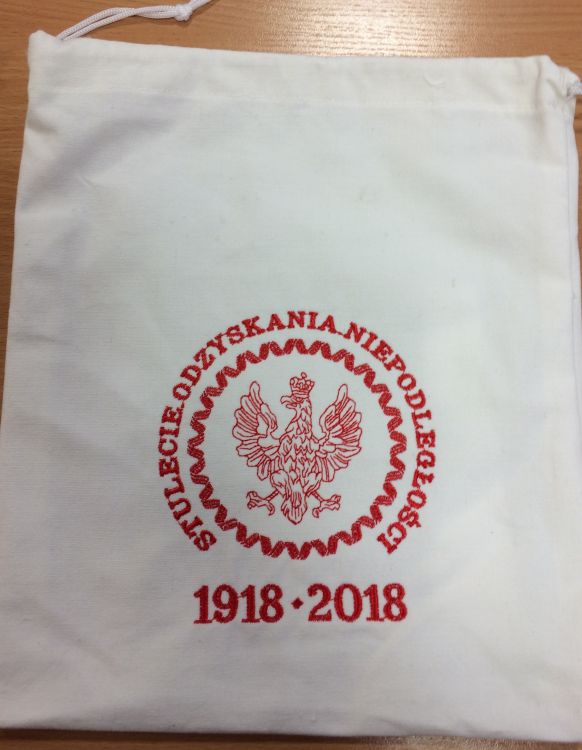 STULECIE.ODZYSKANIA.NIEPODLEGŁOŚCI
1918 · 2018